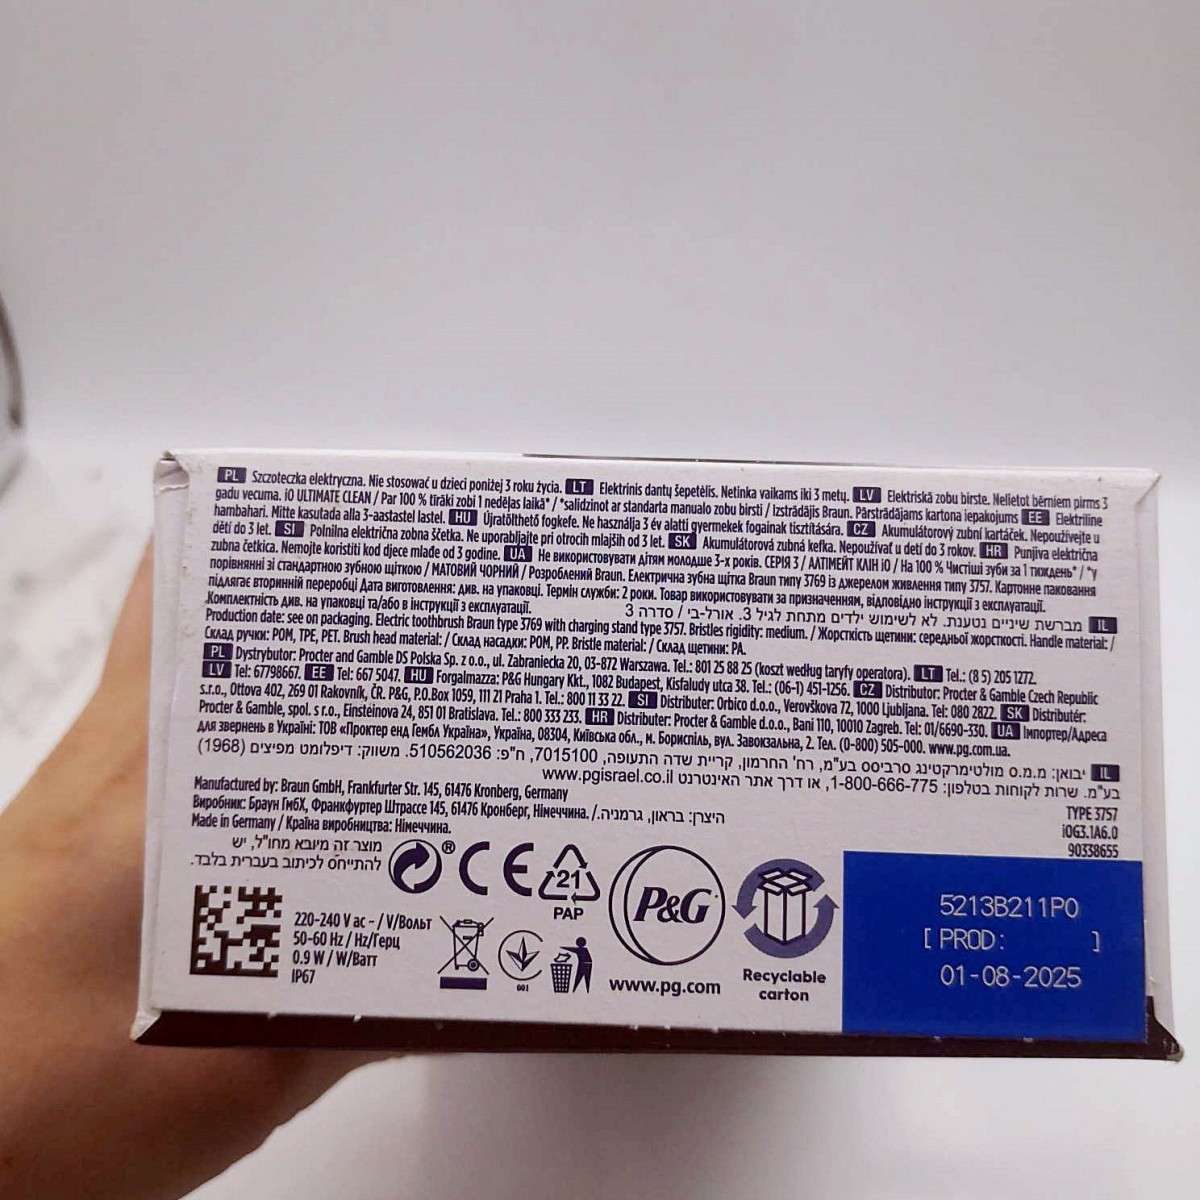 PL Szczoteczka elektryczna. Nie stosować u dzieci poniżej 3 roku życia. LT Elektrinis dantų šepetėlis. Netinka vaikams iki 3 metų. LV Elektriskā zobu birste. Nelietot bērniem pirms 3
gadu vecuma. iO ULTIMATE CLEAN / Par 100 % tīrāki zobi 1 nedēļas laikā* / *salīdzinot ar standarta manuālo zobu birsti / Izstrādājis Braun. Pārstrādājams kartona iepakojums EE Elektriline
hambahari. Mitte kasutada alla 3-aastastel lastel. HU Újratölthető fogkefe. Ne használja 3 év alatti gyermekek fogainak tisztítására. CZ Akumulátorový zubní kartáček. Nepoužívejte u
dětí do 3 let. SI Polnilna električna zobna ščetka. Ne uporabljajte pri otrocih mlajših od 3 let. SK Akumulátorová zubná kefka. Nepoužívať u detí do 3 rokov. HR Punjiva električna
zubna četkica. Nemojte koristiti kod djece mlađe od 3 godine. UA Не використовувати дітям молодше 3-х років. СЕРІЯ 3 / АЛТІМЕЙТ КЛІН iO / На 100 % Чистіші зуби за 1 тиждень* / *у
порівнянні зі стандартною зубною щіткою / МАТОВИЙ ЧОРНИЙ / Розроблений Braun. Електрична зубна щітка Braun типу 3769 із джерелом живлення типу 3757. Картонне паковання
підлягає вторинній переробці Дата виготовлення: див. на упаковці. Термін служби: 2 роки. Товар використовувати за призначенням, відповідно інструкції з експлуатації.
Комплектність див. на упаковці та/або в інструкції з експлуатації. IL מברשת שיניים נטענת. לא לשימוש ילדים מתחת לגיל 3. אורל-בי / סדרה 3
Production date: see on packaging. Electric toothbrush Braun type 3769 with charging stand type 3757. Bristles rigidity: medium. / Жорсткість щетини: середньої жорсткості. Handle material: /
Склад ручки: POM, TPE, PET. Brush head material: / Склад насадки: POM, PP. Bristle material: / Склад щетини: PA.
PL Dystrybutor: Procter and Gamble DS Polska Sp. z o.o., ul. Zabraniecka 20, 03-872 Warszawa. Tel.: 801 25 88 25 (koszt według taryfy operatora). LT Tel.: (8 5) 205 1272.
LV Tel: 67798667. EE Tel: 667 5047. HU Forgalmazza: P&G Hungary Kkt., 1082 Budapest, Kisfaludy utca 38. Tel.: (06-1) 451-1256. CZ Distributor: Procter & Gamble Czech Republic
s.r.o., Ottova 402, 269 01 Rakovník, ČR. P&G, P.O.Box 1059, 111 21 Praha 1. Tel.: 800 11 33 22. SI Distributer: Orbico d.o.o., Verovškova 72, 1000 Ljubljana. Tel: 080 2822. SK Distributér:
Procter & Gamble, spol. s r.o., Einsteinova 24, 851 01 Bratislava. Tel.: 800 333 233. HR Distributer: Procter & Gamble d.o.o., Bani 110, 10010 Zagreb. Tel: 01/6690-330. UA Імпортер/Адреса
для звернень в Україні: ТОВ «Проктер енд Гембл Україна», Україна, 08304, Київська обл., м. Бориспіль, вул. Завокзальна, 2. Тел. (0-800) 505-000. www.pg.com.ua.
IL יבואן: מ.מ.ס מולטימרקטינג סרביסס בע"מ, רח' החרמון, קריית שדה התעופה, 7015100, ח"פ: 510562036. משווק: דיפלומט מפיצים (1968)
בע"מ. שרות לקוחות בטלפון: 1-800-666-775, או דרך אתר האינטרנט www.pgisrael.co.il
Manufactured by: Braun GmbH, Frankfurter Str. 145, 61476 Kronberg, Germany
Виробник: Браун ГмбХ, Франкфуртер Штрассе 145, 61476 Кронберг, Німеччина. / היצרן: בראון, גרמניה.
Made in Germany / Країна виробництва: Німеччина.
TYPE 3757
iOG3.1A6.0
90338655
מוצר זה מיובא מחו"ל, יש
להתייחס לכיתוב בעברית בלבד.
®
CE
21
PAP
P&G
www.pg.com
Recyclable
carton
220-240 V ac ~ / V/Вольт
50-60 Hz / Hz/Герц
0.9 W / W/Ватт
IP67
001
5213B211P0
[ PROD: ]
01-08-2025